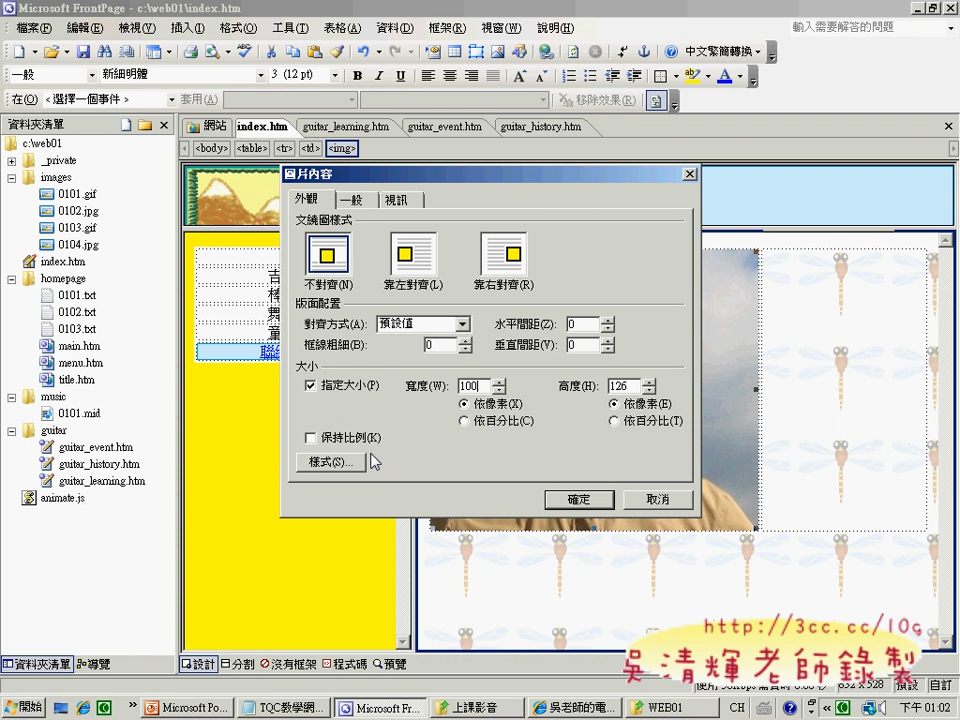 Microsoft FrontPage - c:\web01\index.htm
檔案(F) 編輯(E) 檢視(V) 插入(I) 格式(O) 工具(T) 表格(A) 資料(D) 框架(R) 視窗(W) 說明(H) 輸入需要解答的問題
中文繁簡轉換
一般 新細明體 3 (12 pt) B I U
在(O) <選擇一個事件> 套用(A) 移除效果(R)
資料夾清單 網站 index.htm guitar_learning.htm guitar_event.htm guitar_history.htm
c:\web01 <body> <table> <tr> <td> <img>
_private
images
0101.gif
0102.jpg
0103.gif
0104.jpg
index.htm
homepage
0101.txt
0102.txt
0103.txt
main.htm
menu.htm
title.htm
music
0101.mid
guitar
guitar_event.htm
guitar_history.htm
guitar_learning.htm
animate.js
圖片內容
外觀 一般 視訊
文繞圖樣式
不對齊(N) 靠左對齊(L) 靠右對齊(R)
版面配置
對齊方式(A): 預設值 水平間距(Z): 0
框線粗細(B): 0 垂直間距(V): 0
大小
指定大小(P) 寬度(W): 100 高度(H): 126
依像素(X) 依像素(E)
依百分比(C) 依百分比(T)
保持比例(K)
樣式(S)...
確定 取消
http://3cc.cc/10g
吳清輝老師錄製
資料夾清單 導覽 設計 分割 沒有框架 程式碼 預覽
預設 自訂
開始 Microsoft Po... TQC教學網... Microsoft Fr... 上課影音 吳老師的電... WEB01 CH 下午 01:02